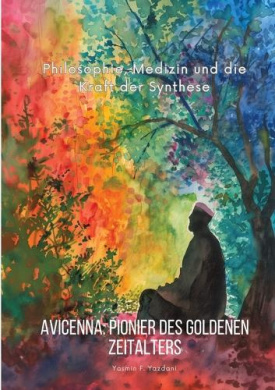 Philosophie, Medizin und die
Kraft der Synthese
AVICENNA, PIONIER DES GOLDENEN
ZEITALTERS
Yasmin F. Yazdani